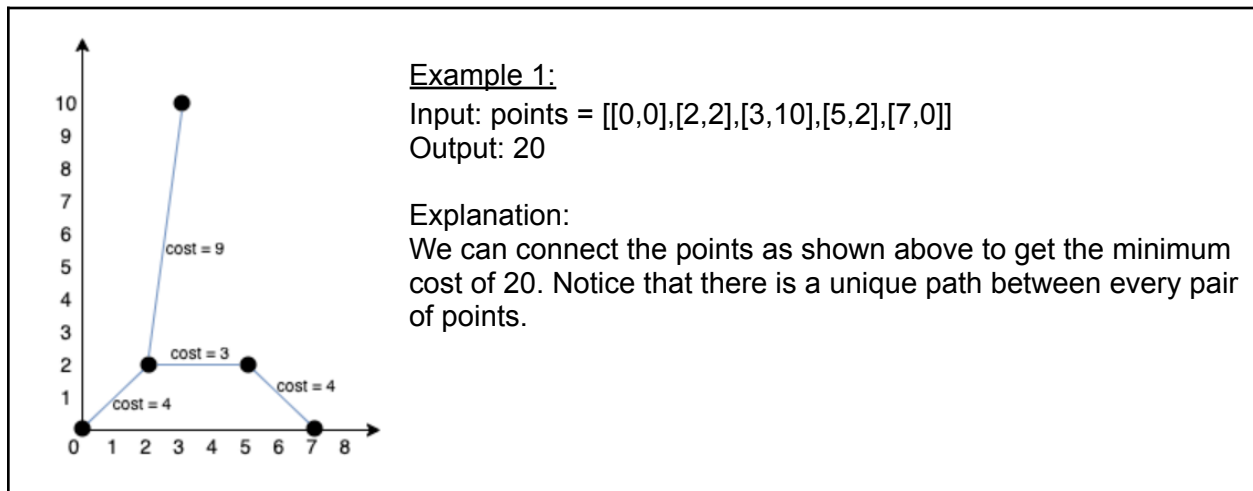 Example 1:
Input: points = [[0,0],[2,2],[3,10],[5,2],[7,0]]
Output: 20
Explanation:
We can connect the points as shown above to get the minimum
cost of 20. Notice that there is a unique path between every pair
of points.
10
9
8
7
6
cost = 9
5
4
3
2
cost = 3
cost = 4
1
cost = 4
0 1 2 3 4 5 6 7 8